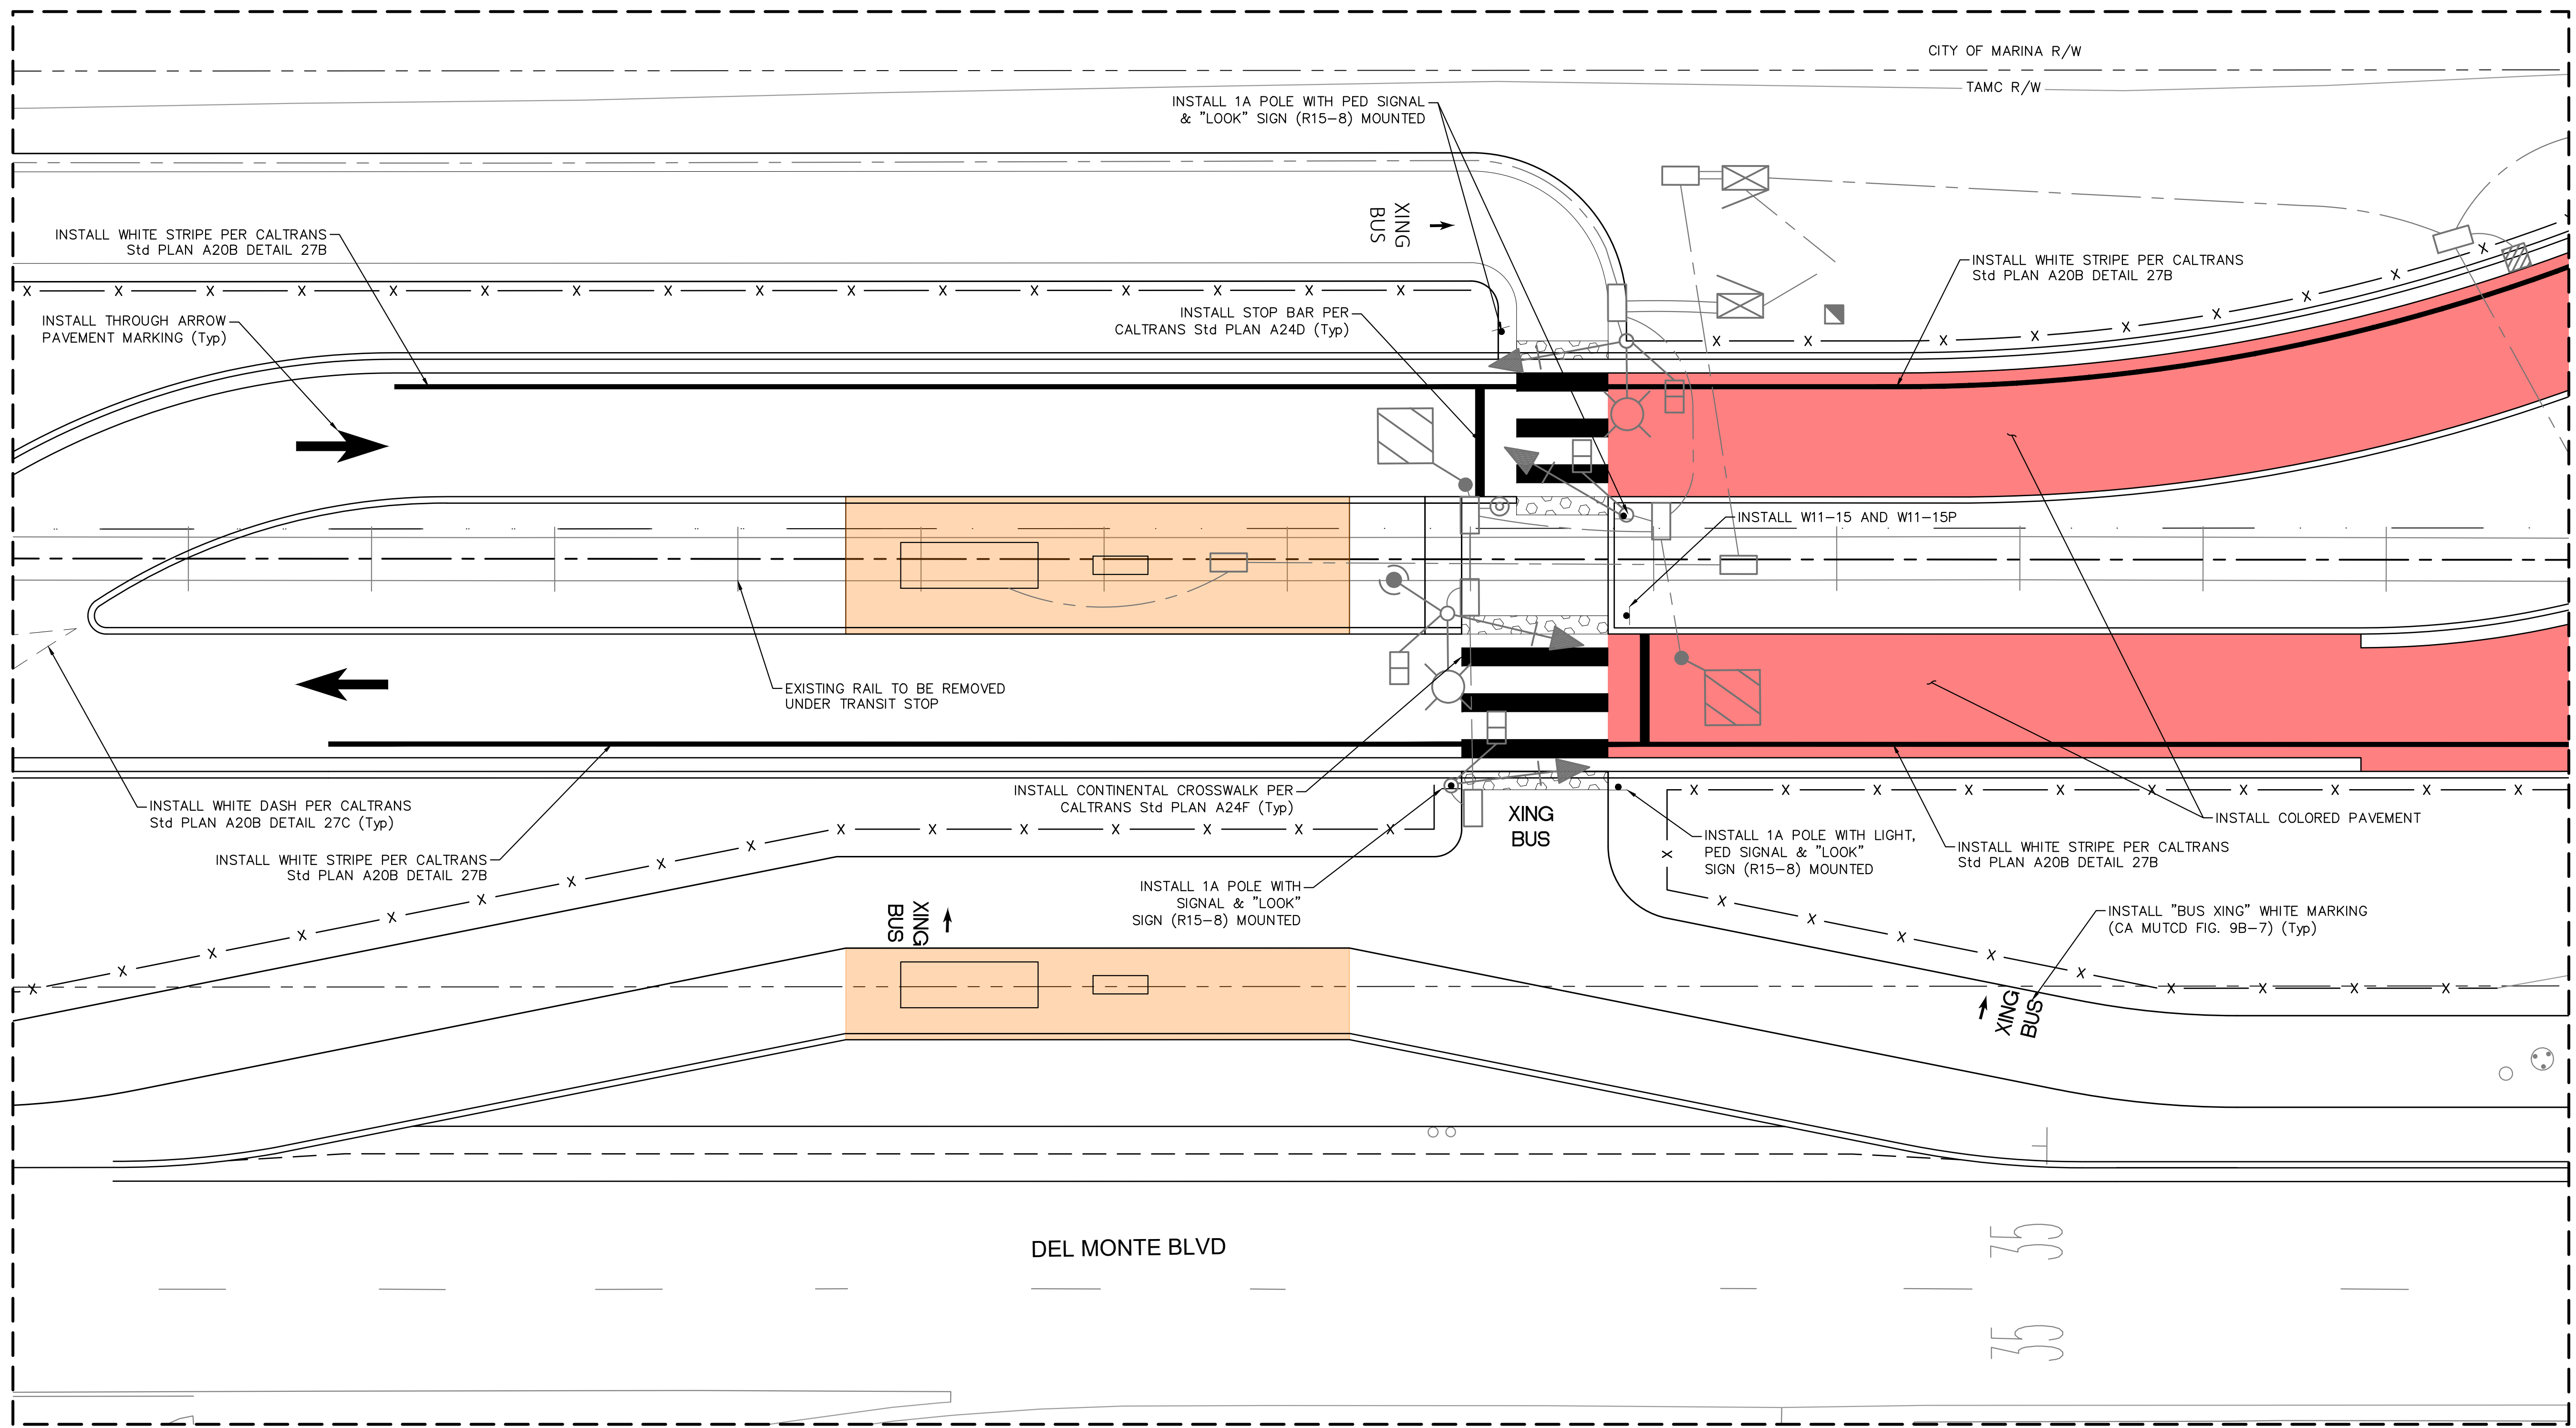 CITY OF MARINA R/W
TAMC R/W
INSTALL 1A POLE WITH PED SIGNAL
& "LOOK" SIGN (R15-8) MOUNTED
XING
BUS
INSTALL WHITE STRIPE PER CALTRANS
Std PLAN A20B DETAIL 27B
INSTALL WHITE STRIPE PER CALTRANS
Std PLAN A20B DETAIL 27B
INSTALL THROUGH ARROW
PAVEMENT MARKING (Typ)
INSTALL STOP BAR PER
CALTRANS Std PLAN A24D (Typ)
INSTALL W11-15 AND W11-15P
EXISTING RAIL TO BE REMOVED
UNDER TRANSIT STOP
INSTALL WHITE DASH PER CALTRANS
Std PLAN A20B DETAIL 27C (Typ)
INSTALL CONTINENTAL CROSSWALK PER
CALTRANS Std PLAN A24F (Typ)
XING
BUS
INSTALL COLORED PAVEMENT
INSTALL WHITE STRIPE PER CALTRANS
Std PLAN A20B DETAIL 27B
INSTALL 1A POLE WITH LIGHT,
PED SIGNAL & "LOOK"
SIGN (R15-8) MOUNTED
INSTALL WHITE STRIPE PER CALTRANS
Std PLAN A20B DETAIL 27B
INSTALL 1A POLE WITH
SIGNAL & "LOOK"
SIGN (R15-8) MOUNTED
XING
BUS
INSTALL "BUS XING" WHITE MARKING
(CA MUTCD FIG. 9B-7) (Typ)
XING
BUS
DEL MONTE BLVD
35
35